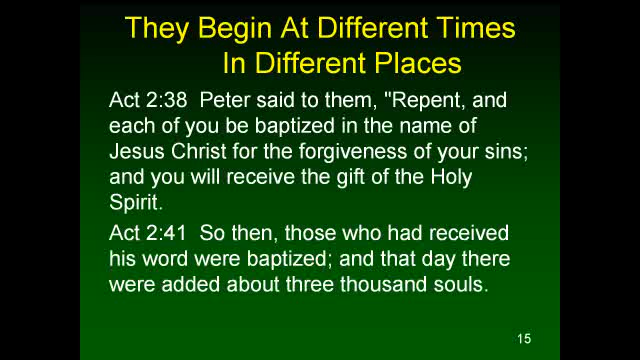 They Begin At Different Times
In Different Places
Act 2:38 Peter said to them, "Repent, and
each of you be baptized in the name of
Jesus Christ for the forgiveness of your sins;
and you will receive the gift of the Holy
Spirit.
Act 2:41 So then, those who had received
his word were baptized; and that day there
were added about three thousand souls.
15